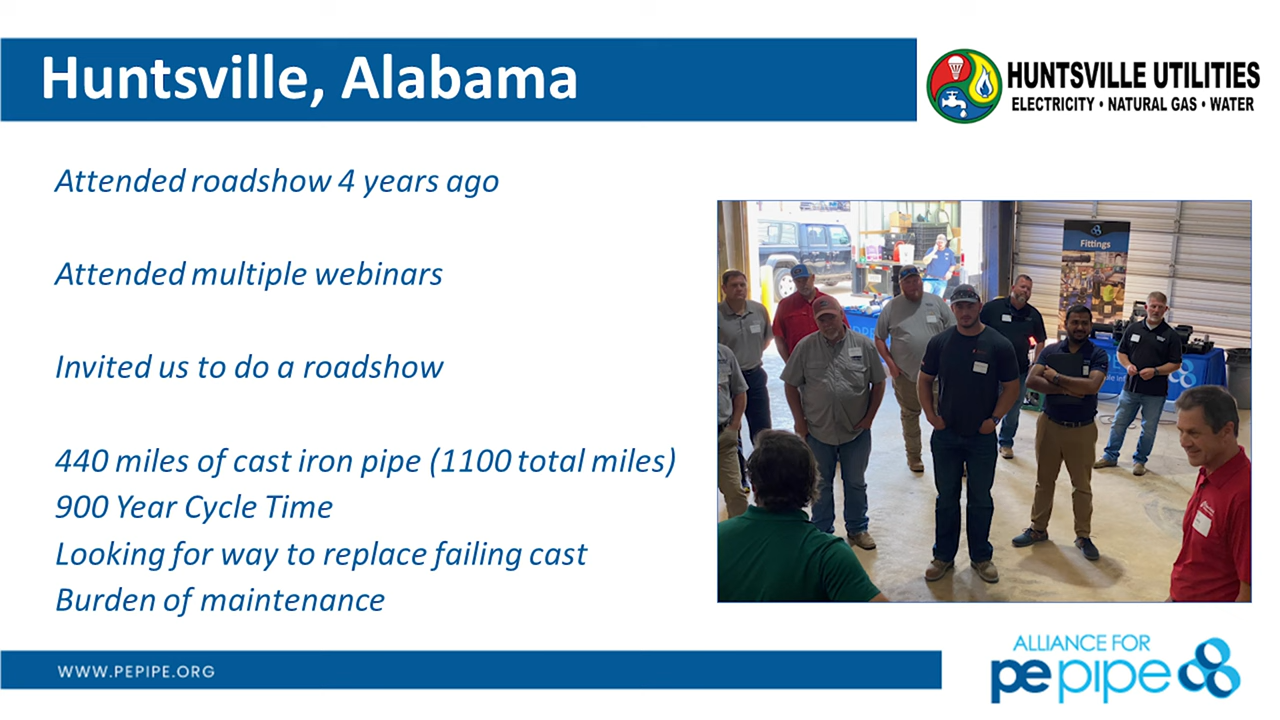 Huntsville, Alabama
HUNTSVILLE UTILITIES
ELECTRICITY • NATURAL GAS • WATER
Attended roadshow 4 years ago
Attended multiple webinars
Invited us to do a roadshow
440 miles of cast iron pipe (1100 total miles)
900 Year Cycle Time
Looking for way to replace failing cast
Burden of maintenance
Fittings
WWW.PEPIPE.ORG
ALLIANCE FOR
pepipe